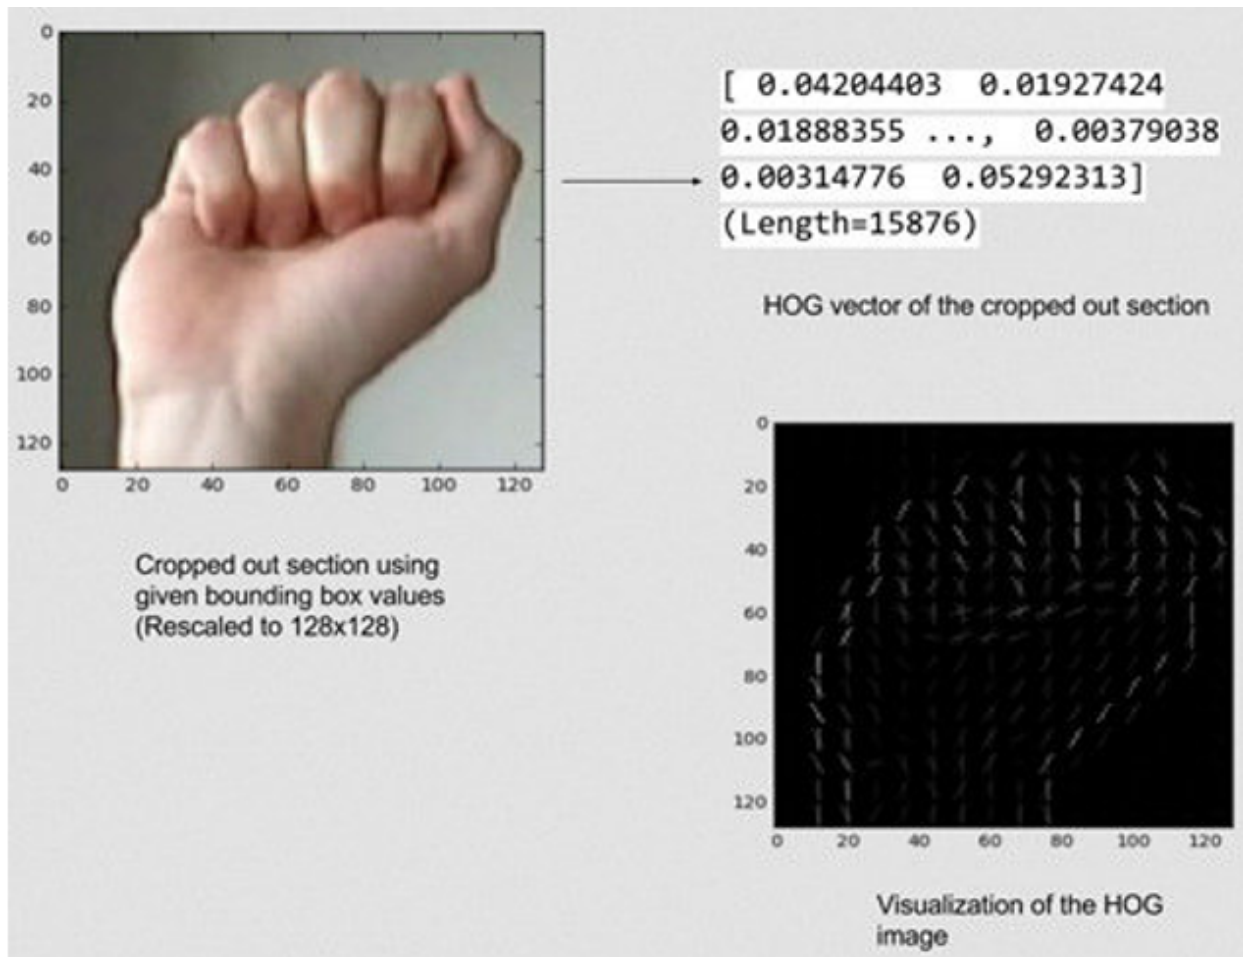 0
20
40
60
80
100
120
0 20 40 60 80 100 120
Cropped out section using
given bounding box values
(Rescaled to 128x128)
[ 0.04204403 0.01927424
0.01888355 ..., 0.00379038
0.00314776 0.05292313]
(Length=15876)
HOG vector of the cropped out section
0
20
40
60
80
100
120
0 20 40 60 80 100 120
Visualization of the HOG
image